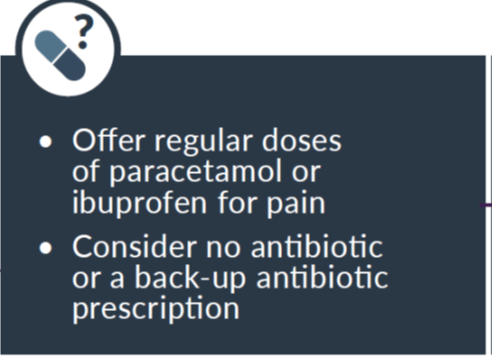 ?
• Offer regular doses
of paracetamol or
ibuprofen for pain
• Consider no antibiotic
or a back-up antibiotic
prescription